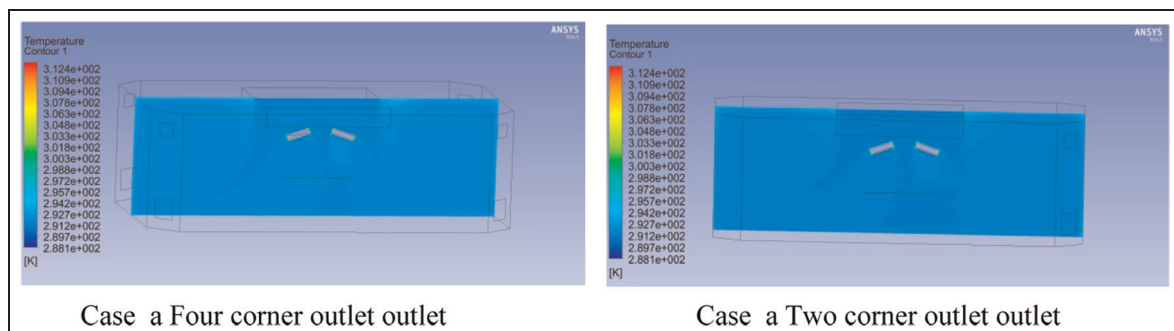 ANSYS
R14.5
Temperature
Contour 1
3.124e+002
3.109e+002
3.094e+002
3.078e+002
3.063e+002
3.048e+002
3.033e+002
3.018e+002
3.003e+002
2.988e+002
2.972e+002
2.957e+002
2.942e+002
2.927e+002
2.912e+002
2.897e+002
2.881e+002
[K]
Case a Four corner outlet outlet
ANSYS
R14.5
Temperature
Contour 1
3.124e+002
3.109e+002
3.094e+002
3.078e+002
3.063e+002
3.048e+002
3.033e+002
3.018e+002
3.003e+002
2.988e+002
2.972e+002
2.957e+002
2.942e+002
2.927e+002
2.912e+002
2.897e+002
2.881e+002
[K]
Case a Two corner outlet outlet